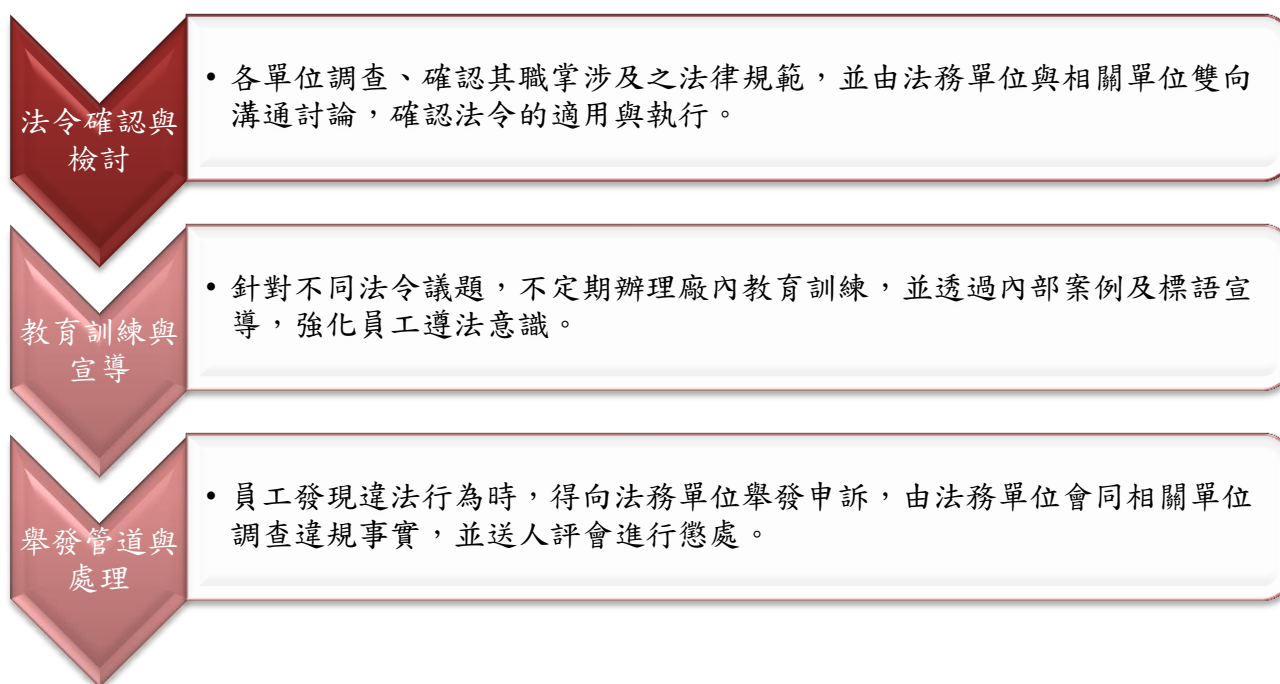 法令確認與
檢討
• 各單位調查、確認其職掌涉及之法律規範，並由法務單位與相關單位雙向
溝通討論，確認法令的適用與執行。
教育訓練與
宣導
• 針對不同法令議題，不定期辦理廠內教育訓練，並透過內部案例及標語宣
導，強化員工遵法意識。
舉發管道與
處理
• 員工發現違法行為時，得向法務單位舉發申訴，由法務單位會同相關單位
調查違規事實，並送人評會進行懲處。